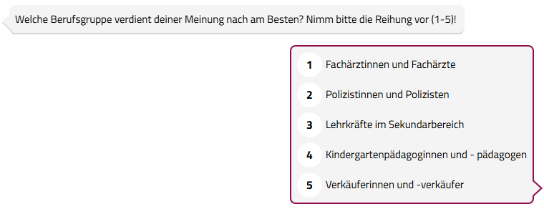 Welche Berufsgruppe verdient deiner Meinung nach am Besten? Nimm bitte die Reihung vor (1-5)!
1 Fachärztinnen und Fachärzte
2 Polizistinnen und Polizisten
3 Lehrkräfte im Sekundarbereich
4 Kindergartenpädagoginnen und - pädagogen
5 Verkäuferinnen und -verkäufer